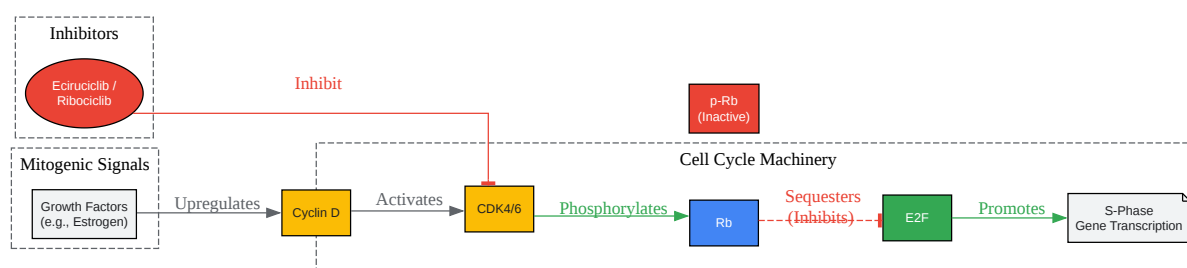 Inhibitors
Eciruciclib /
Ribociclib
Inhibit
p-Rb
(Inactive)
Mitogenic Signals
Cell Cycle Machinery
Growth Factors
(e.g., Estrogen)
Upregulates
Cyclin D
Activates
CDK4/6
Phosphorylates
Rb
Sequesters
(Inhibits)
E2F
Promotes
S-Phase
Gene Transcription